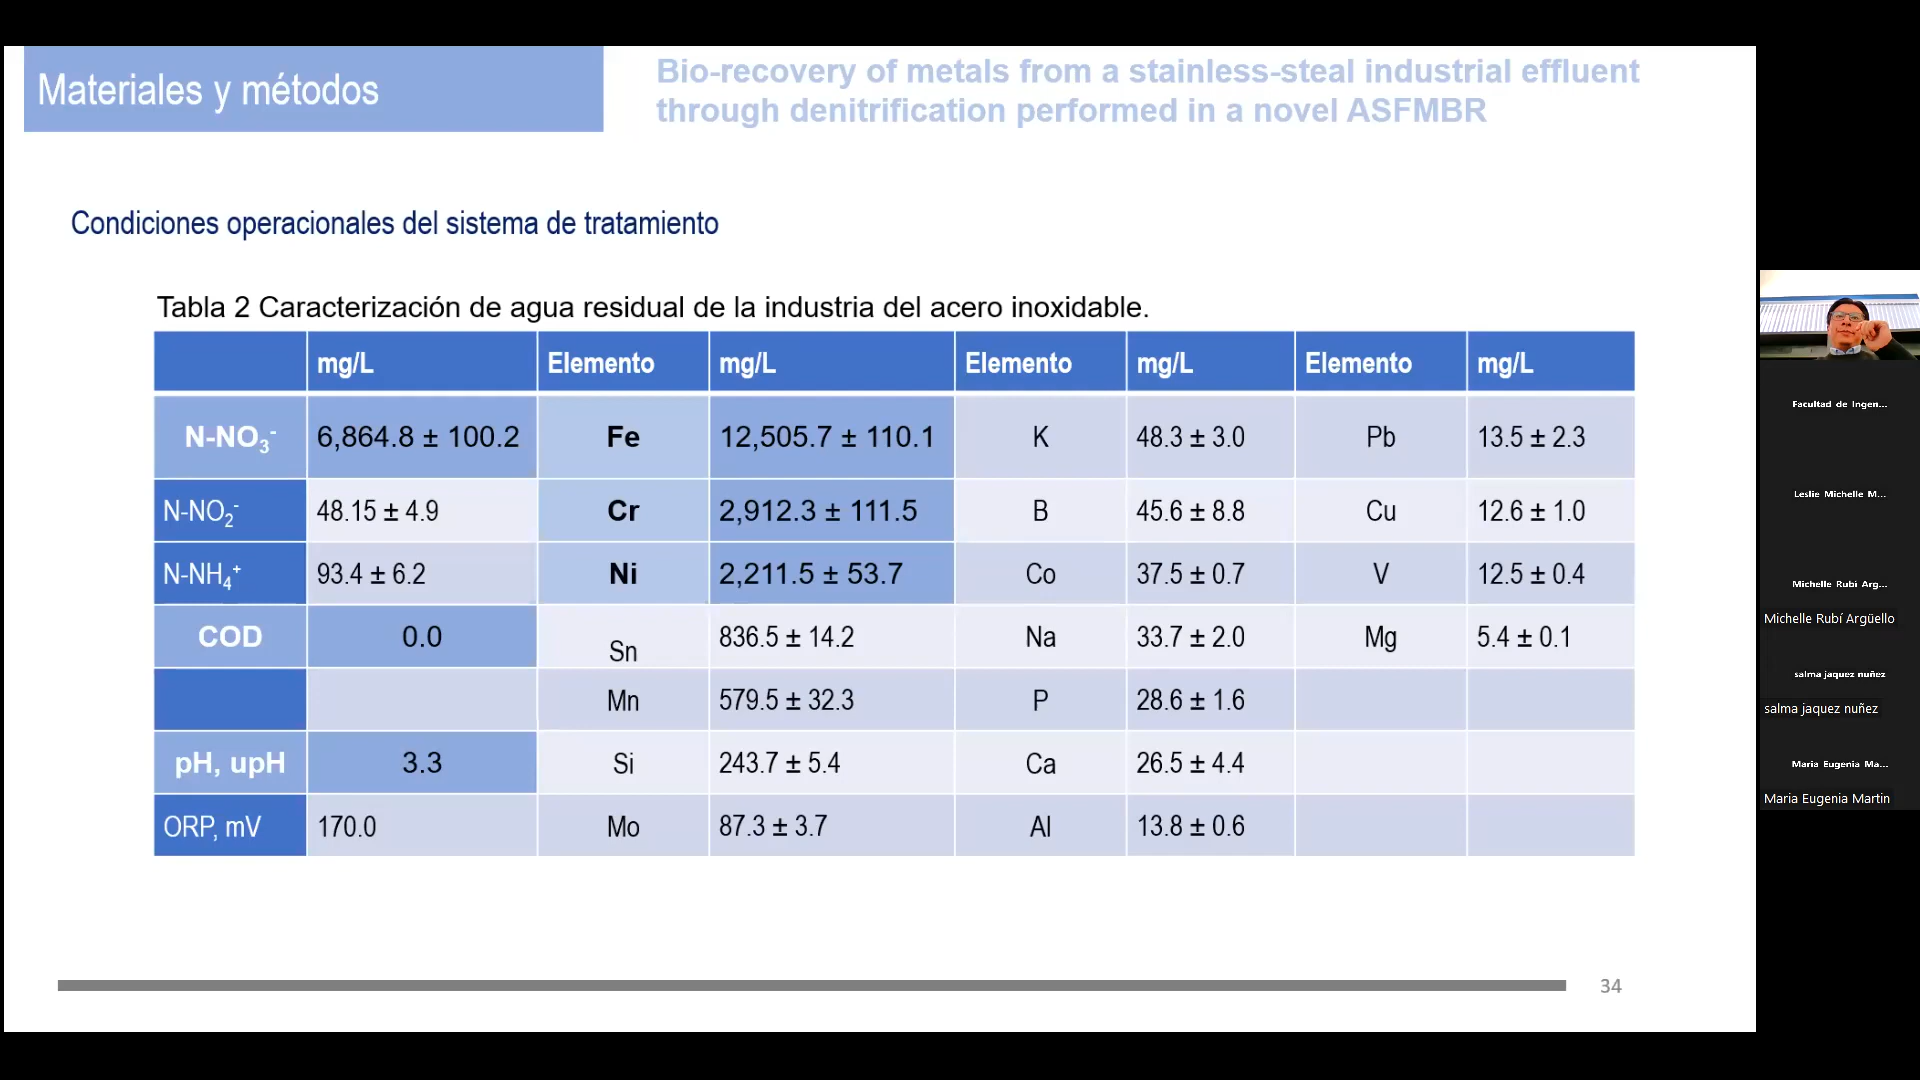 Materiales y métodos
Bio-recovery of metals from a stainless-steal industrial effluent
through denitrification performed in a novel ASFMBR
Condiciones operacionales del sistema de tratamiento
Tabla 2 Caracterización de agua residual de la industria del acero inoxidable.
mg/L Elemento mg/L Elemento mg/L Elemento mg/L
N-NO₃⁻ 6,864.8 ± 100.2 Fe 12,505.7 ± 110.1 K 48.3 ± 3.0 Pb 13.5 ± 2.3
N-NO₂⁻ 48.15 ± 4.9 Cr 2,912.3 ± 111.5 B 45.6 ± 8.8 Cu 12.6 ± 1.0
N-NH₄⁺ 93.4 ± 6.2 Ni 2,211.5 ± 53.7 Co 37.5 ± 0.7 V 12.5 ± 0.4
COD 0.0 Sn 836.5 ± 14.2 Na 33.7 ± 2.0 Mg 5.4 ± 0.1
Mn 579.5 ± 32.3 P 28.6 ± 1.6
pH, upH 3.3 Si 243.7 ± 5.4 Ca 26.5 ± 4.4
ORP, mV 170.0 Mo 87.3 ± 3.7 Al 13.8 ± 0.6
34
Facultad de Ingen...
Leslie Michelle M...
Michelle Rubí Arg...
Michelle Rubí Argüello
salma jaquez nuñez
salma jaquez nuñez
Maria Eugenia Ma...
Maria Eugenia Martin